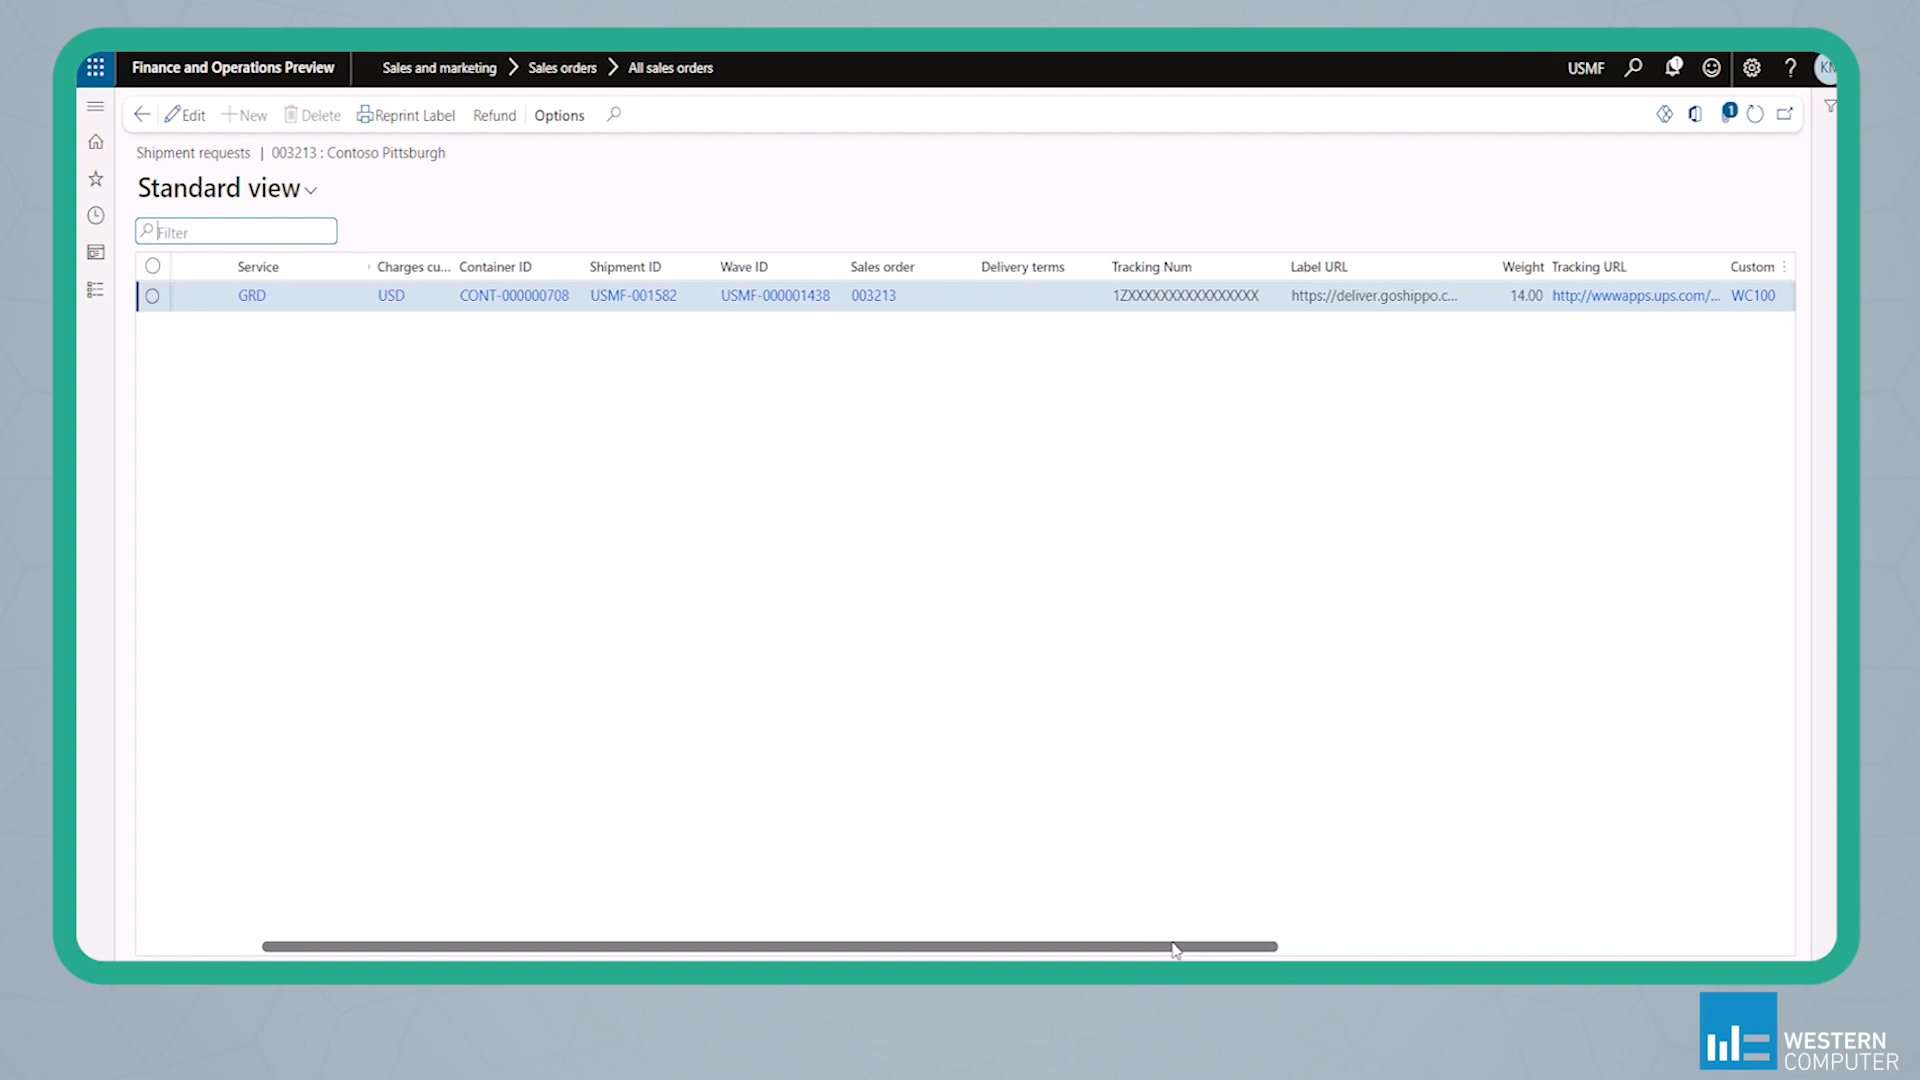 Finance and Operations Preview Sales and marketing Sales orders All sales orders USMF 1 ? KM
Edit New Delete Reprint Label Refund Options 1
Shipment requests | 003213 : Contoso Pittsburgh
Standard view
Filter
Service Charges cu... Container ID Shipment ID Wave ID Sales order Delivery terms Tracking Num Label URL Weight Tracking URL Custom
GRD USD CONT-000000708 USMF-001582 USMF-000001438 003213 1ZXXXXXXXXXXXXXXXX https://deliver.goshippo.c... 14.00 http://wwwapps.ups.com/... WC100
WESTERN
COMPUTER